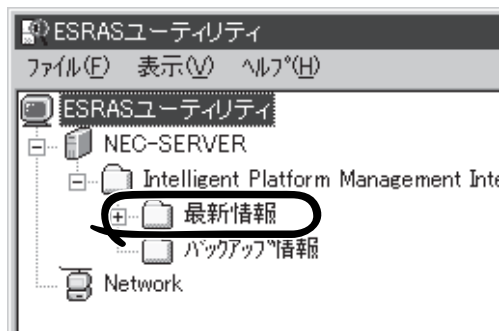 ESRASユーティリティ
ファイル(F) 表示(V) ヘルプ(H)
ESRASユーティリティ
NEC-SERVER
Intelligent Platform Management Inte
最新情報
バックアップ情報
Network